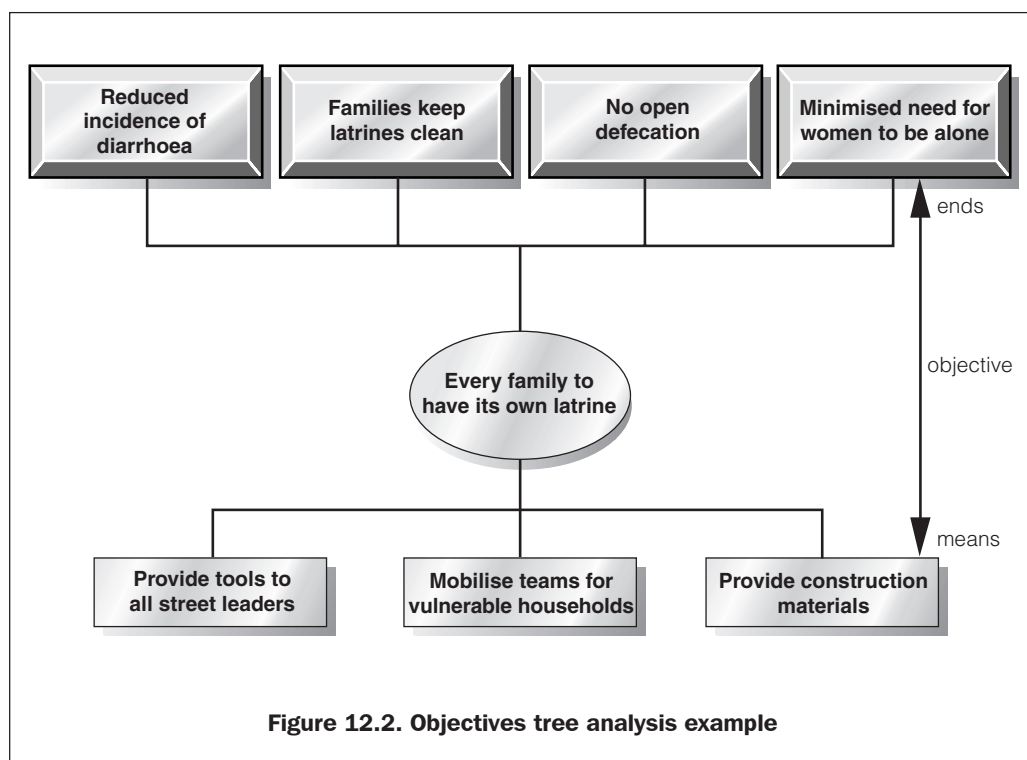 Reduced
incidence of
diarrhoea
Families keep
latrines clean
No open
defecation
Minimised need for
women to be alone
ends
Every family to
have its own latrine
objective
means
Provide tools to
all street leaders
Mobilise teams for
vulnerable households
Provide construction
materials
Figure 12.2. Objectives tree analysis example